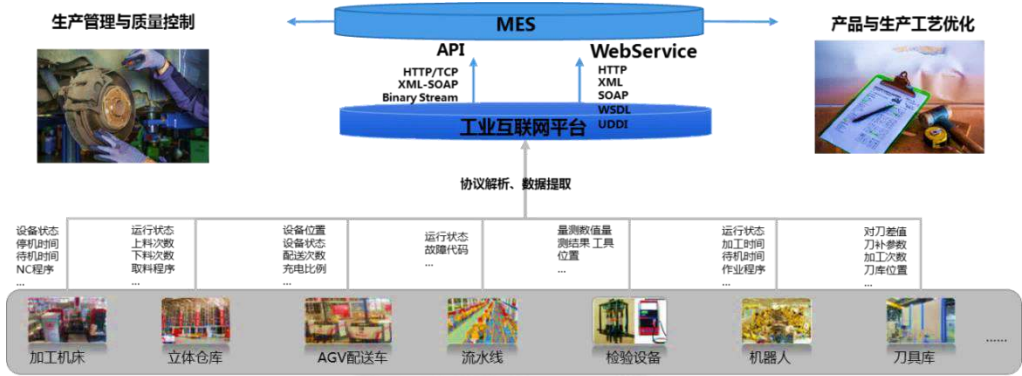 生产管理与质量控制
MES
产品与生产工艺优化
API
HTTP/TCP
XML-SOAP
Binary Stream
WebService
HTTP
XML
SOAP
WSDL
UDDI
工业互联网平台
协议解析、数据提取
设备状态
停机时间
待机时间
NC程序
...
运行状态
上料次数
下料次数
取料程序
...
设备位置
设备状态
配送次数
充电比例
...
运行状态
故障代码
...
量测数值量
测结果 工具
位置
...
运行状态
加工时间
待机时间
作业程序
...
对刀差值
刀补参数
加工次数
刀库位置
...
加工机床
立体仓库
AGV配送车
流水线
检验设备
机器人
刀具库
......